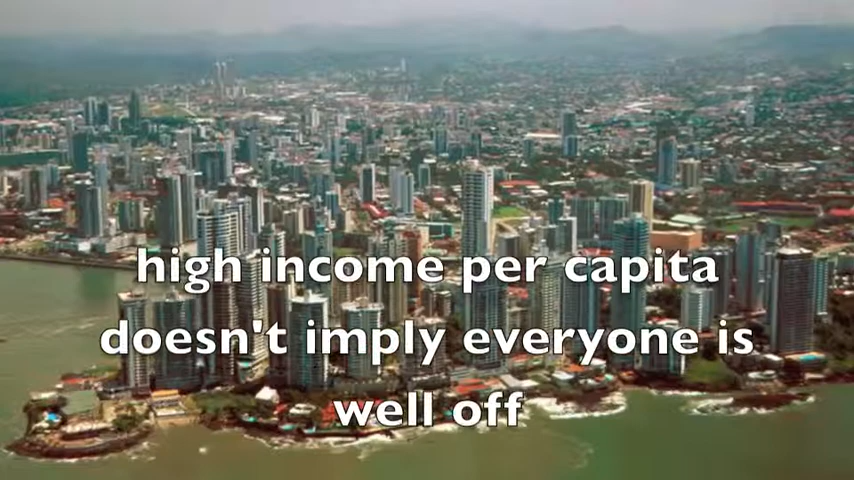 high income per capita
doesn't imply everyone is
well off